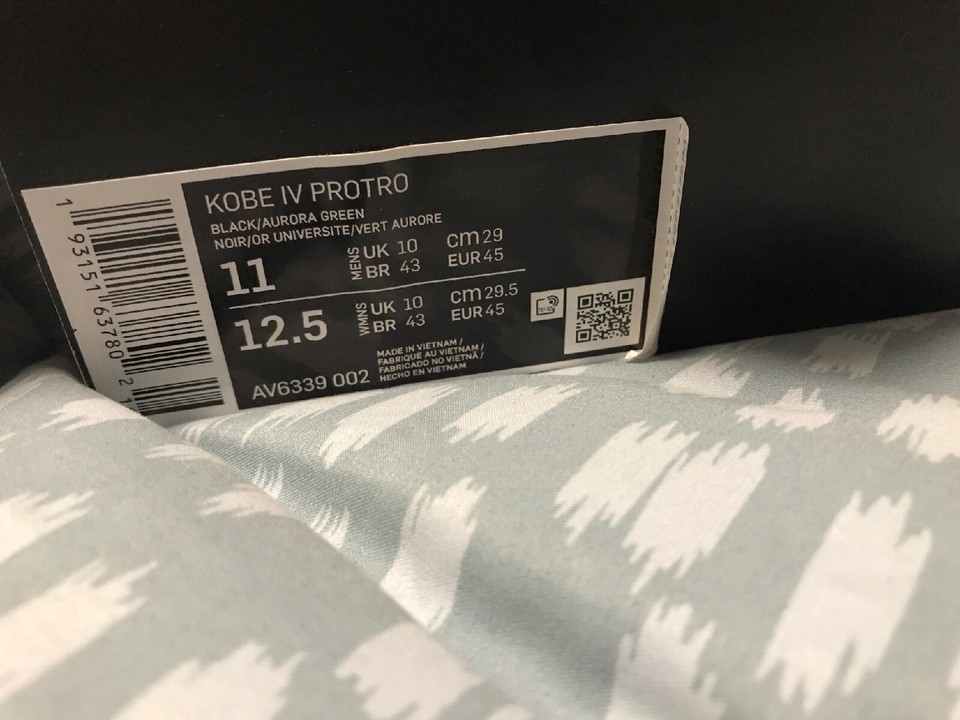 KOBE IV PROTRO
BLACK/AURORA GREEN
NOIR/OR UNIVERSITE/VERT AURORE
11 MENS UK 10 cm 29
BR 43 EUR 45
12.5 WMNS UK 10 cm 29.5
BR 43 EUR 45
MADE IN VIETNAM /
FABRIQUE AU VIETNAM /
FABRICADO NO VIETNÃ /
HECHO EN VIETNAM
AV6339 002
1 93151 63780 2